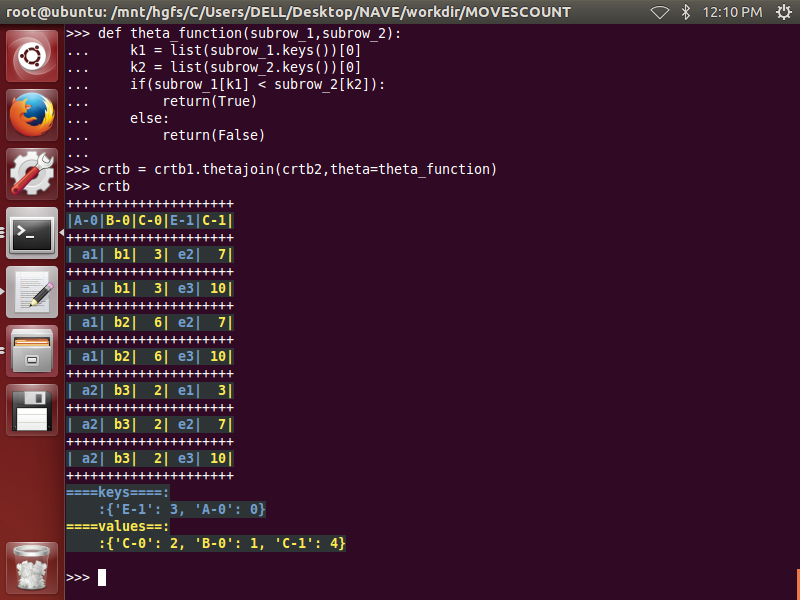 root@ubuntu: /mnt/hgfs/C/Users/DELL/Desktop/NAVE/workdir/MOVESCOUNT 12:10 PM
>>> def theta_function(subrow_1,subrow_2):
...     k1 = list(subrow_1.keys())[0]
...     k2 = list(subrow_2.keys())[0]
...     if(subrow_1[k1] < subrow_2[k2]):
...         return(True)
...     else:
...         return(False)
...
>>> crtb = crtb1.thetajoin(crtb2,theta=theta_function)
>>> crtb
+++++++++++++++++++++
|A-0|B-0|C-0|E-1|C-1|
+++++++++++++++++++++
| a1| b1|  3| e2|  7|
+++++++++++++++++++++
| a1| b1|  3| e3| 10|
+++++++++++++++++++++
| a1| b2|  6| e2|  7|
+++++++++++++++++++++
| a1| b2|  6| e3| 10|
+++++++++++++++++++++
| a2| b3|  2| e1|  3|
+++++++++++++++++++++
| a2| b3|  2| e2|  7|
+++++++++++++++++++++
| a2| b3|  2| e3| 10|
+++++++++++++++++++++
====keys====:
    :{'E-1': 3, 'A-0': 0}
====values==:
    :{'C-0': 2, 'B-0': 1, 'C-1': 4}
>>>